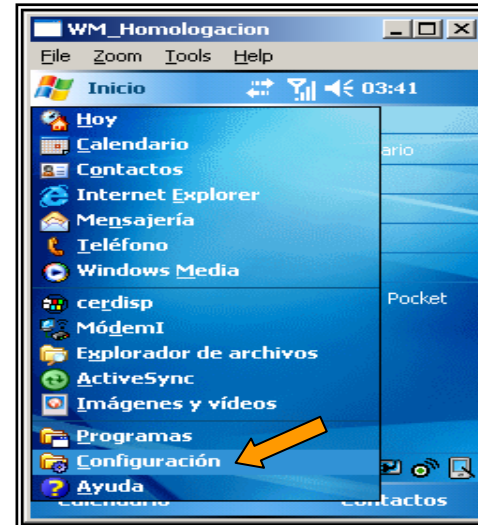 WM_Homologacion
File Zoom Tools Help
Inicio 03:41
Hoy
Calendario
ario
Contactos
Internet Explorer
Mensajería
Teléfono
Windows Media
cerdisp
Pocket
MódemI
Explorador de archivos
ActiveSync
Imágenes y vídeos
Programas
Configuración
Ayuda
Calendario Contactos